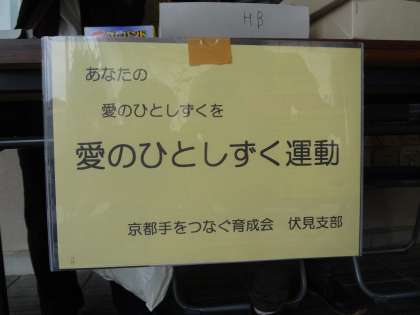 HB
あなたの
愛のひとしずくを
愛のひとしずく運動
京都手をつなぐ育成会 伏見支部